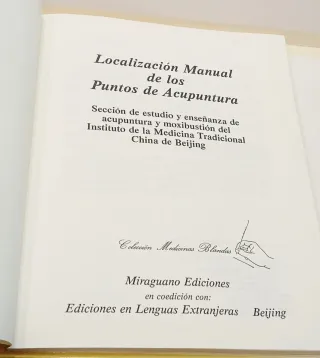 Localización Manual
de los
Puntos de Acupuntura
Sección de estudio y enseñanza de
acupuntura y moxibustión del
Instituto de la Medicina Tradicional
China de Beijing
Colección Medicinas Blandas
Miraguano Ediciones
en coedición con:
Ediciones en Lenguas Extranjeras Beijing